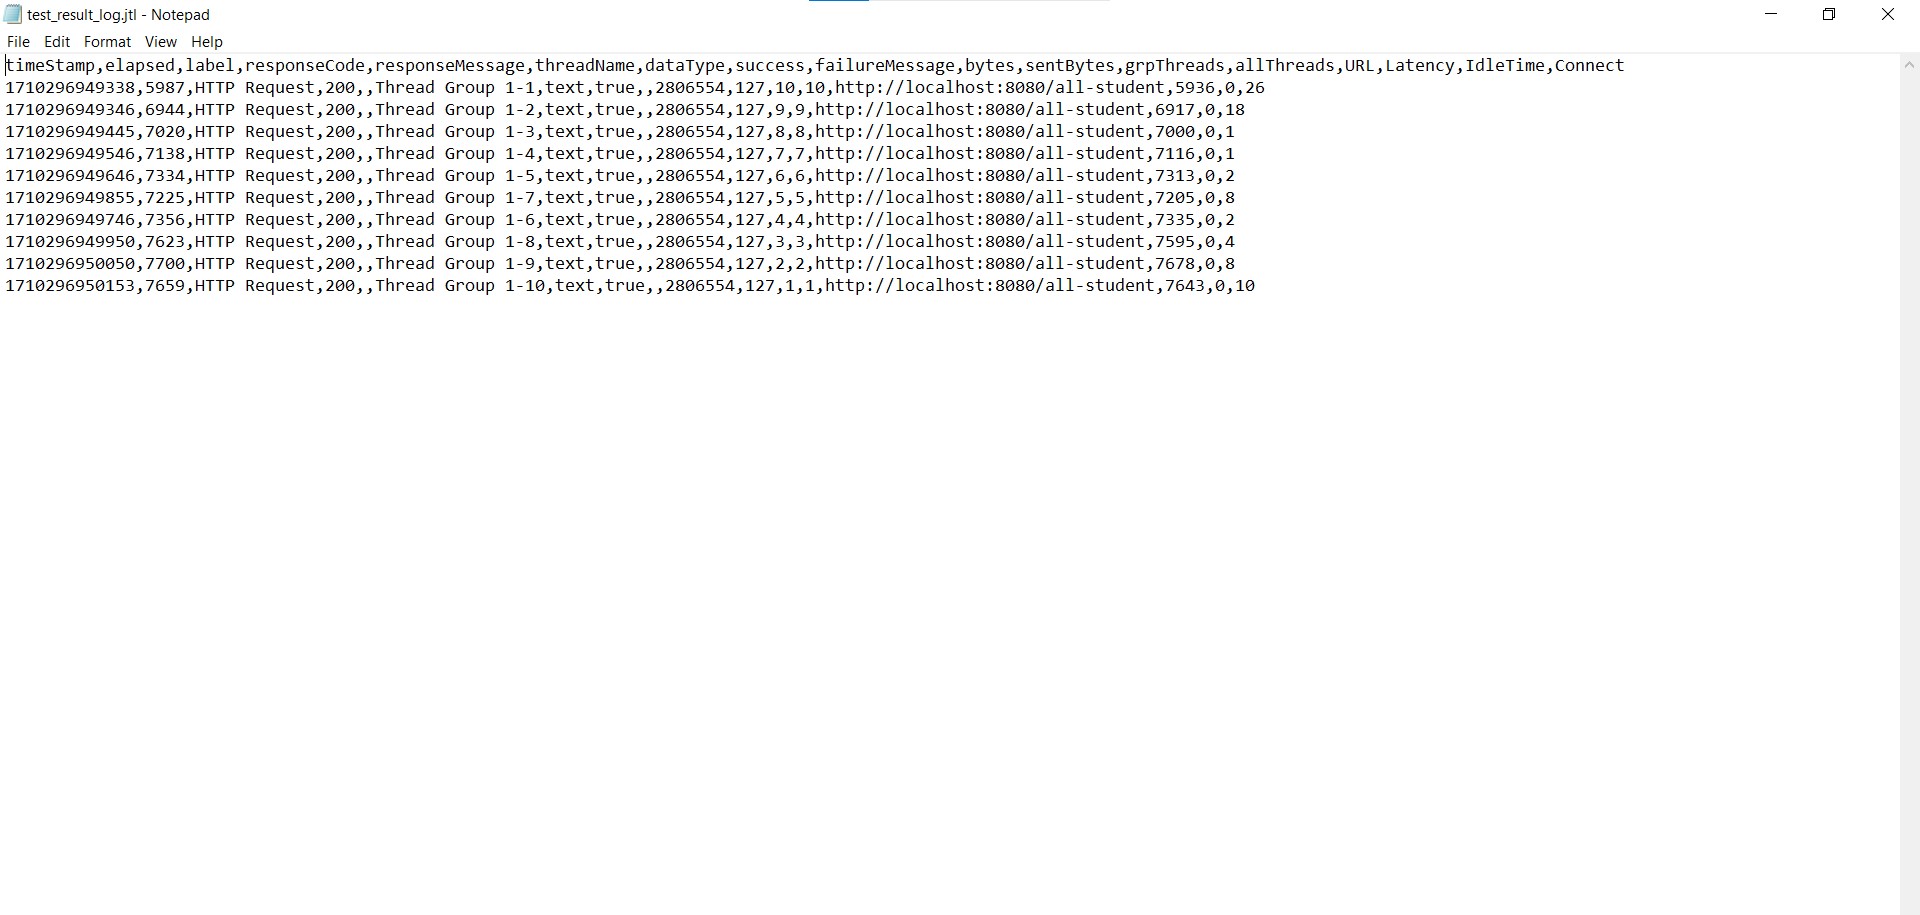 test_result_log.jtl - Notepad
File Edit Format View Help
timeStamp,elapsed,label,responseCode,responseMessage,threadName,dataType,success,failureMessage,bytes,sentBytes,grpThreads,allThreads,URL,Latency,IdleTime,Connect
1710296949338,5987,HTTP Request,200,,Thread Group 1-1,text,true,,2806554,127,10,10,http://localhost:8080/all-student,5936,0,26
1710296949346,6944,HTTP Request,200,,Thread Group 1-2,text,true,,2806554,127,9,9,http://localhost:8080/all-student,6917,0,18
1710296949445,7020,HTTP Request,200,,Thread Group 1-3,text,true,,2806554,127,8,8,http://localhost:8080/all-student,7000,0,1
1710296949546,7138,HTTP Request,200,,Thread Group 1-4,text,true,,2806554,127,7,7,http://localhost:8080/all-student,7116,0,1
1710296949646,7334,HTTP Request,200,,Thread Group 1-5,text,true,,2806554,127,6,6,http://localhost:8080/all-student,7313,0,2
1710296949855,7225,HTTP Request,200,,Thread Group 1-7,text,true,,2806554,127,5,5,http://localhost:8080/all-student,7205,0,8
1710296949746,7356,HTTP Request,200,,Thread Group 1-6,text,true,,2806554,127,4,4,http://localhost:8080/all-student,7335,0,2
1710296949950,7623,HTTP Request,200,,Thread Group 1-8,text,true,,2806554,127,3,3,http://localhost:8080/all-student,7595,0,4
1710296950050,7700,HTTP Request,200,,Thread Group 1-9,text,true,,2806554,127,2,2,http://localhost:8080/all-student,7678,0,8
1710296950153,7659,HTTP Request,200,,Thread Group 1-10,text,true,,2806554,127,1,1,http://localhost:8080/all-student,7643,0,10